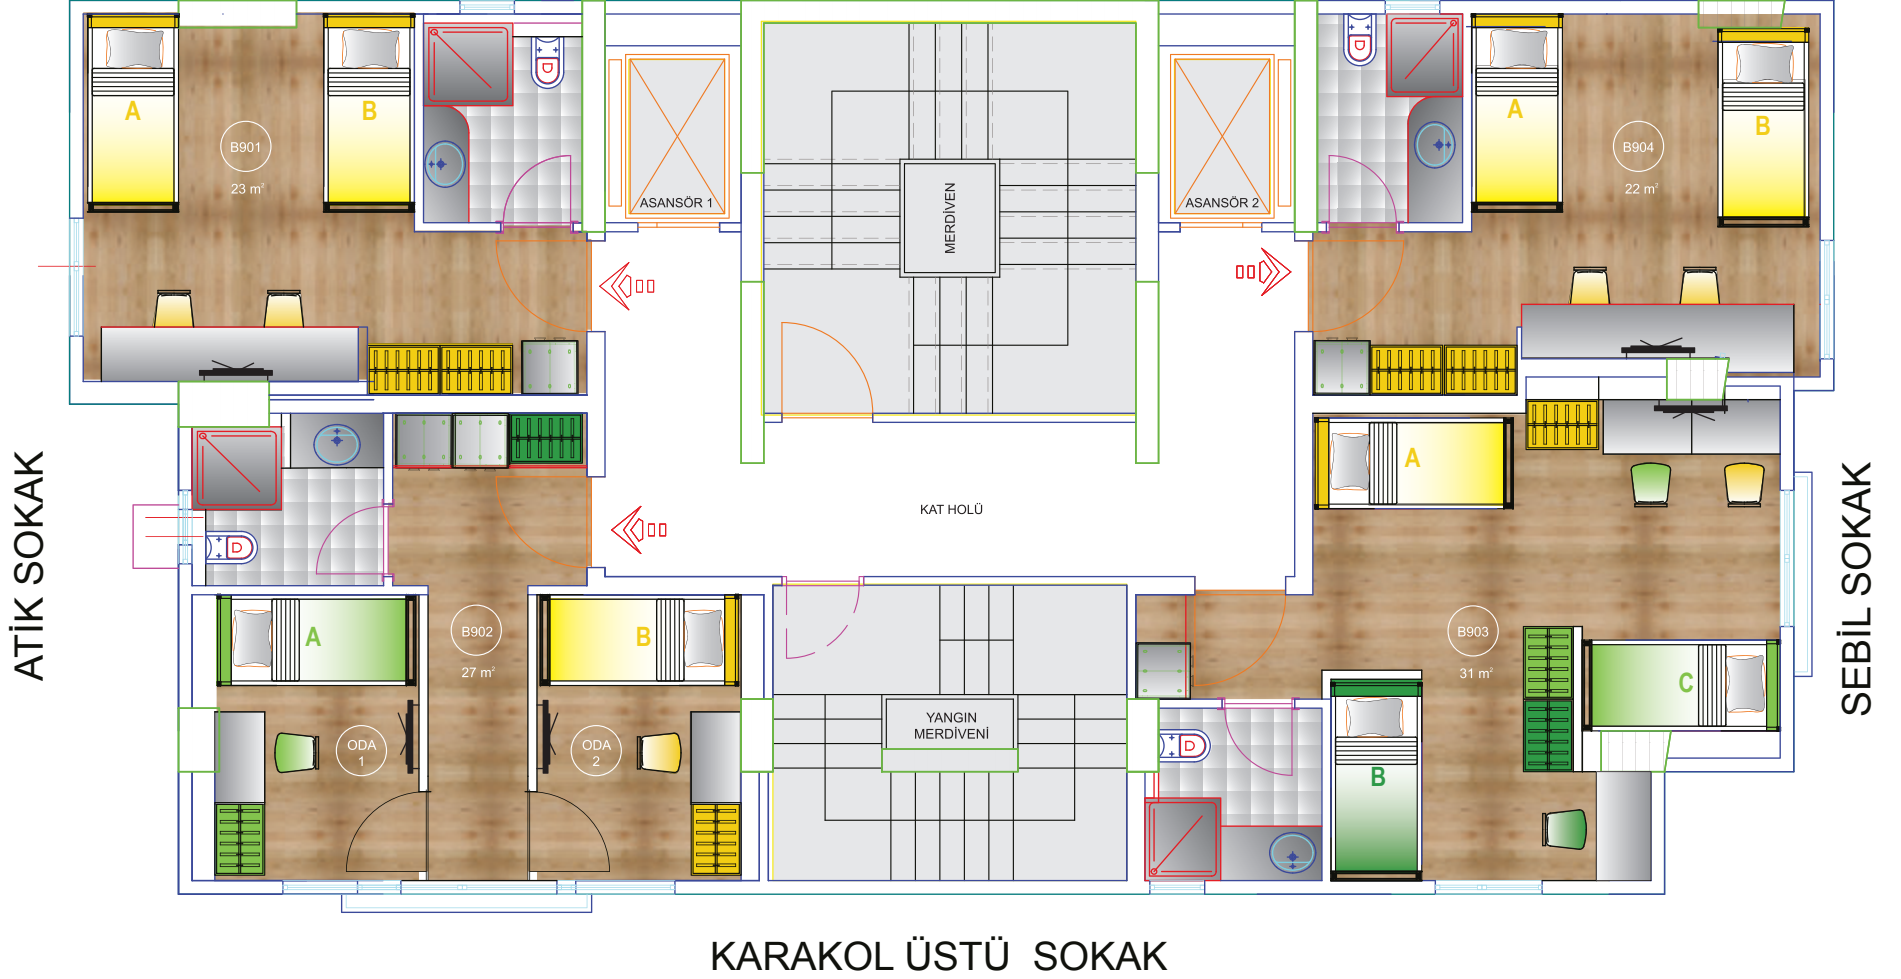 A
B
B901
23 m²
ASANSÖR 1
MERDİVEN
ASANSÖR 2
A
B
B904
22 m²
KAT HOLÜ
A
A
B902
27 m²
B
ODA
1
ODA
2
YANGIN
MERDİVENİ
B903
31 m²
C
B
ATİK SOKAK
SEBİL SOKAK
KARAKOL ÜSTÜ SOKAK